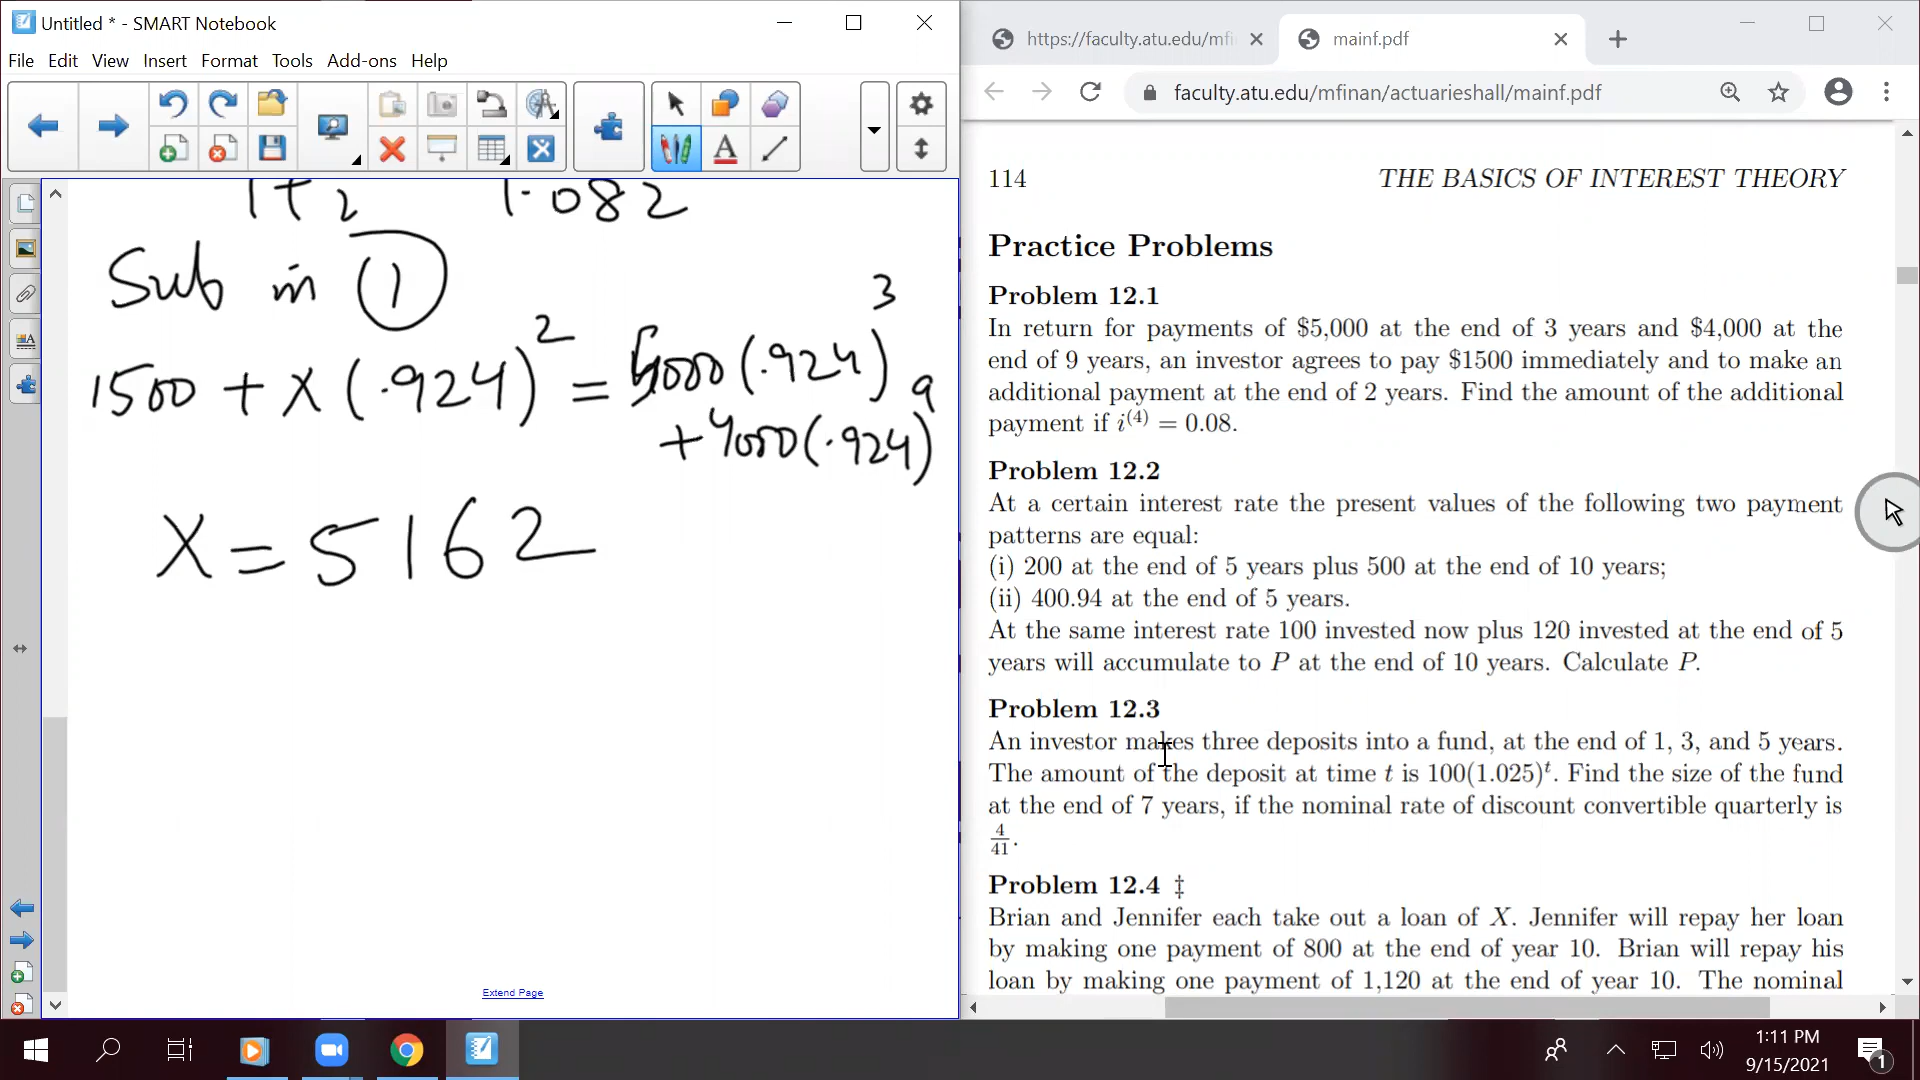 Untitled * - SMART Notebook
File Edit View Insert Format Tools Add-ons Help
1+i2 1.082
Sub in ①
1500 + X (.924)^2 = 5000 (.924)^3
+4000(.924)^9
X = 5162
Extend Page
https://faculty.atu.edu/mfi
mainf.pdf
faculty.atu.edu/mfinan/actuarieshall/mainf.pdf
114 THE BASICS OF INTEREST THEORY
Practice Problems
Problem 12.1
In return for payments of $5,000 at the end of 3 years and $4,000 at the
end of 9 years, an investor agrees to pay $1500 immediately and to make an
additional payment at the end of 2 years. Find the amount of the additional
payment if i^(4) = 0.08.
Problem 12.2
At a certain interest rate the present values of the following two payment
patterns are equal:
(i) 200 at the end of 5 years plus 500 at the end of 10 years;
(ii) 400.94 at the end of 5 years.
At the same interest rate 100 invested now plus 120 invested at the end of 5
years will accumulate to P at the end of 10 years. Calculate P.
Problem 12.3
An investor makes three deposits into a fund, at the end of 1, 3, and 5 years.
The amount of the deposit at time t is 100(1.025)^t. Find the size of the fund
at the end of 7 years, if the nominal rate of discount convertible quarterly is
4/41.
Problem 12.4 ‡
Brian and Jennifer each take out a loan of X. Jennifer will repay her loan
by making one payment of 800 at the end of year 10. Brian will repay his
loan by making one payment of 1,120 at the end of year 10. The nominal
1:11 PM
9/15/2021
1